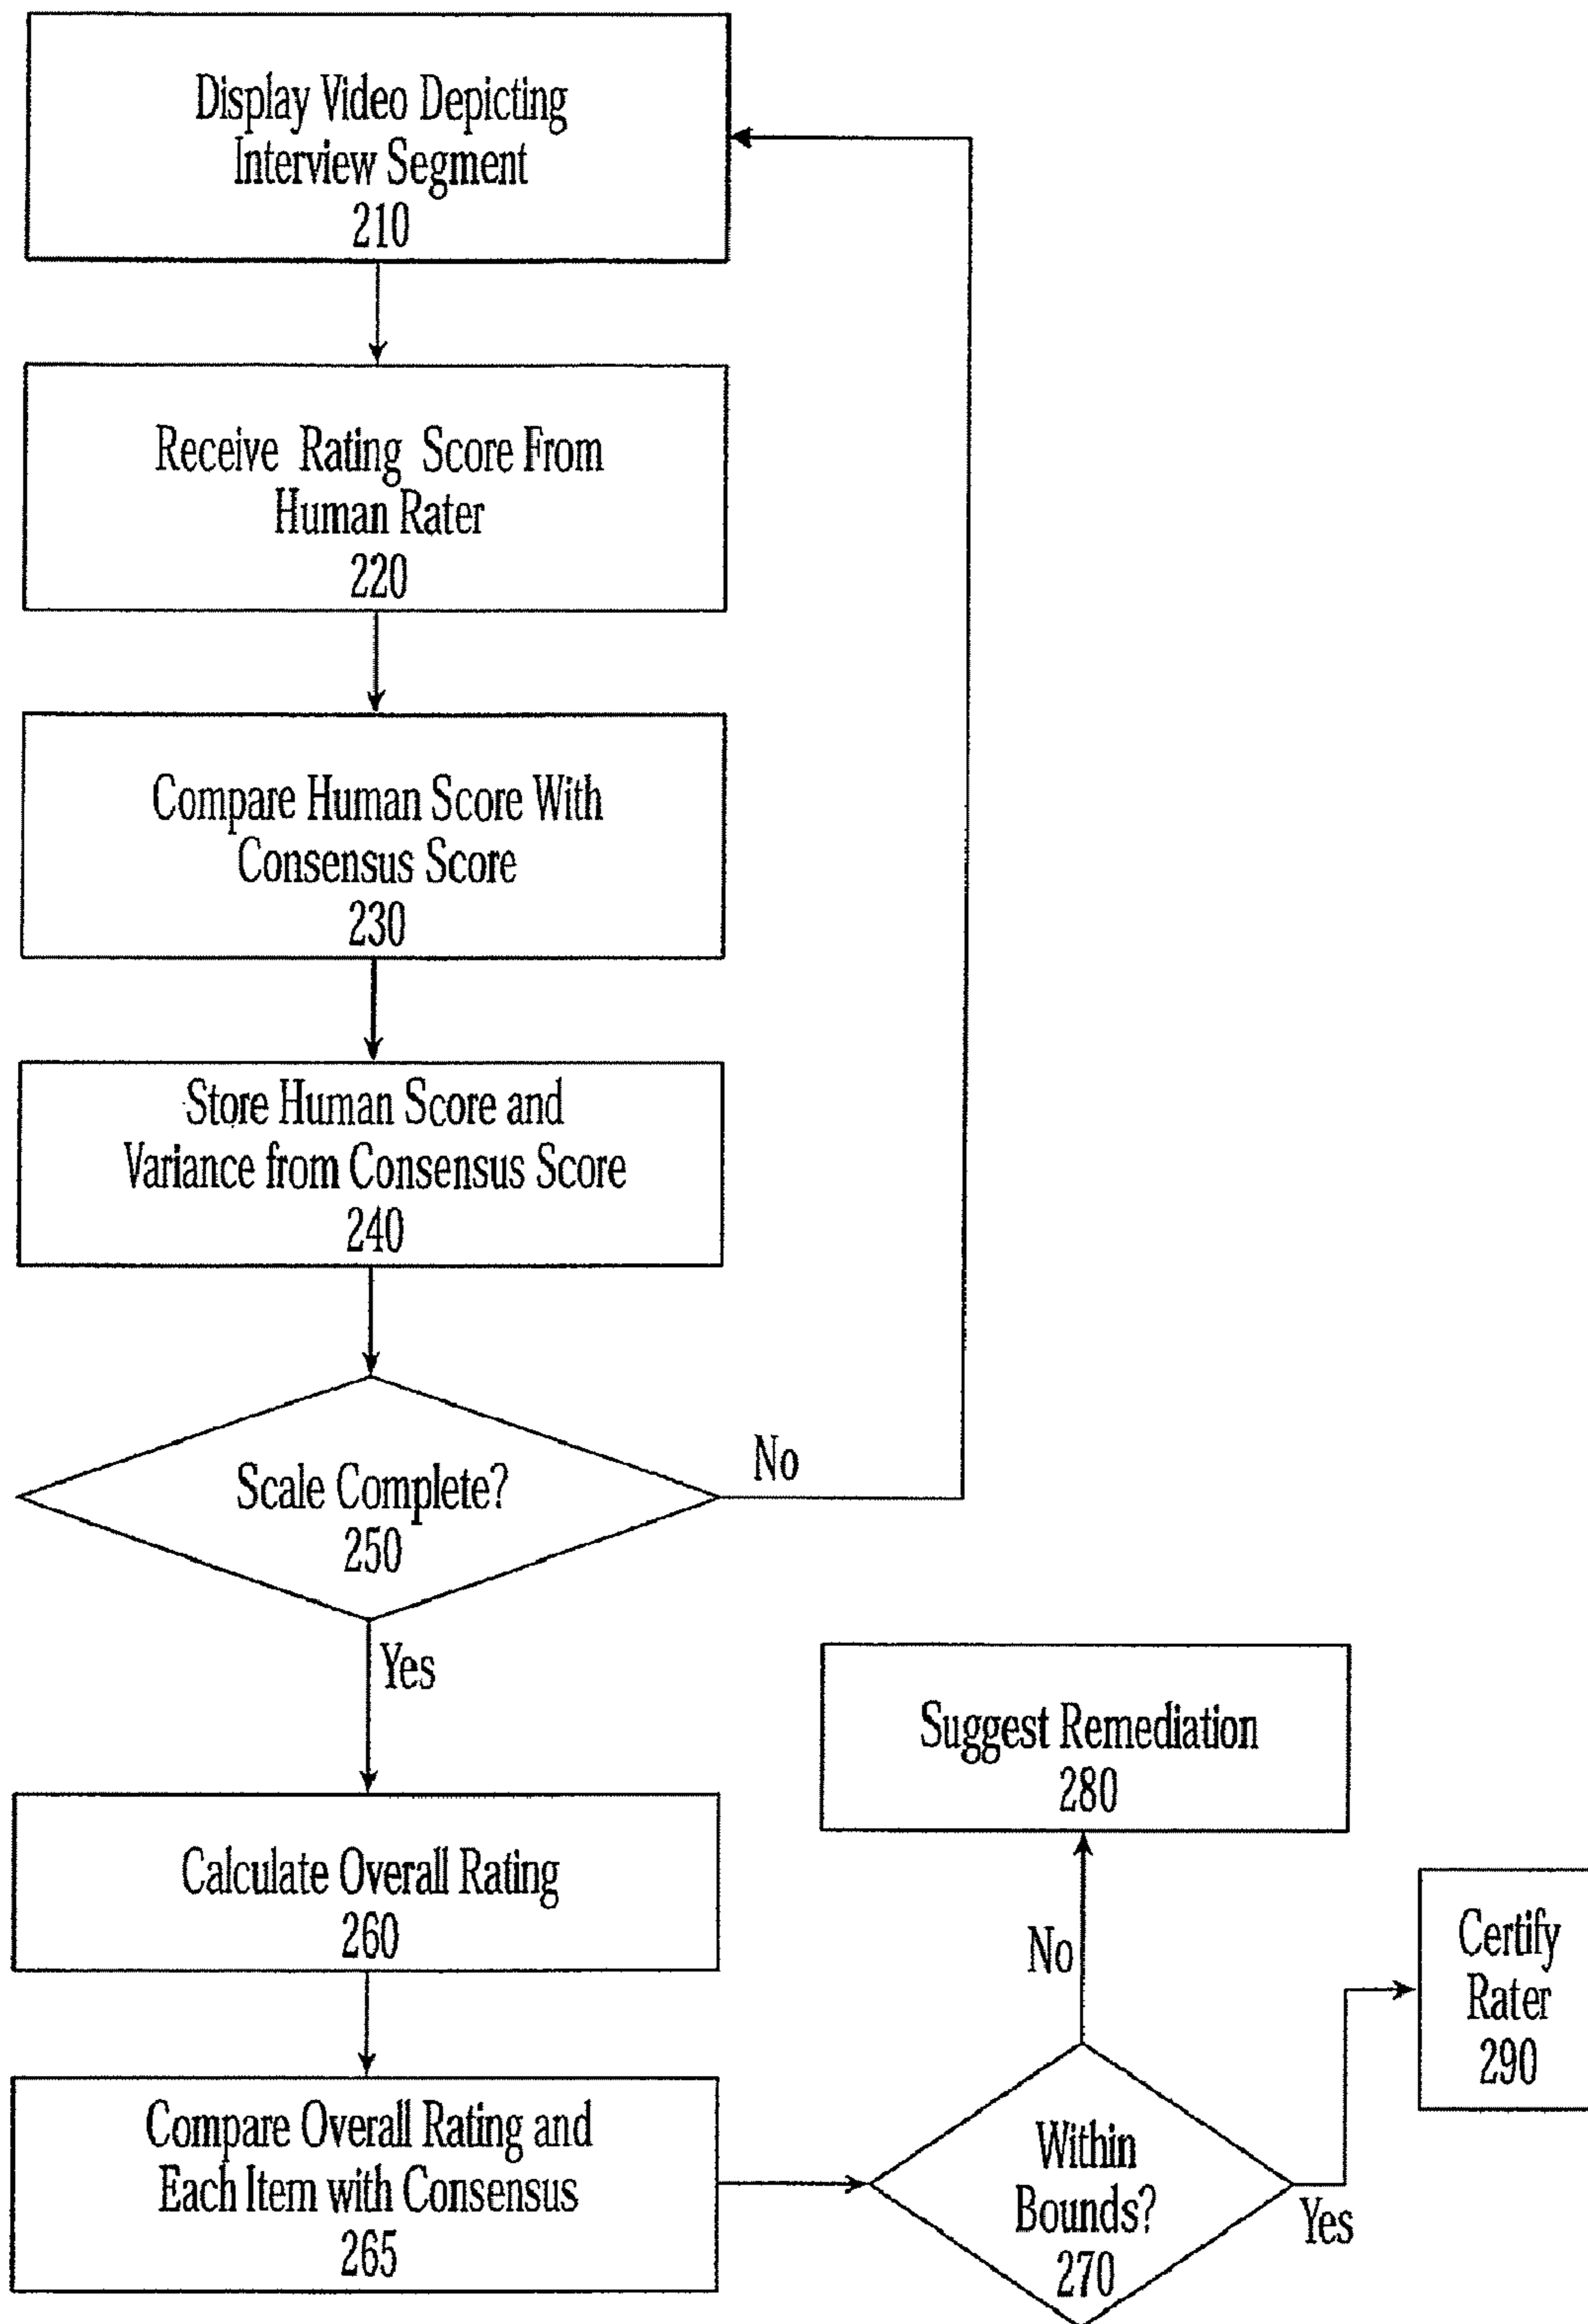 Display Video Depicting
Interview Segment
210
Receive Rating Score From
Human Rater
220
Compare Human Score With
Consensus Score
230
Store Human Score and
Variance from Consensus Score
240
Scale Complete?
250
No
Yes
Calculate Overall Rating
260
Compare Overall Rating and
Each Item with Consensus
265
Suggest Remediation
280
No
Within
Bounds?
270
Yes
Certify
Rater
290